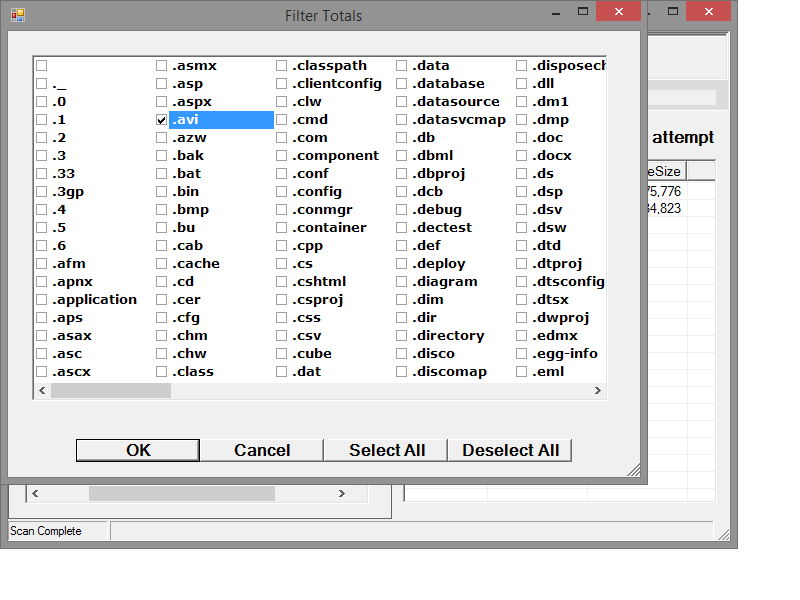 Filter Totals
.asmx .classpath .data .disposech
._ .asp .clientconfig .database .dll
.0 .aspx .clw .datasource .dm1
.1 .avi .cmd .datasvcmap .dmp
.2 .azw .com .db .doc
.3 .bak .component .dbml .docx
.33 .bat .conf .dbproj .ds
.3gp .bin .config .dcb .dsp
.4 .bmp .conmgr .debug .dsv
.5 .bu .container .dectest .dsw
.6 .cab .cpp .def .dtd
.afm .cache .cs .deploy .dtproj
.apnx .cd .cshtml .diagram .dtsconfig
.application .cer .csproj .dim .dtsx
.aps .cfg .css .dir .dwproj
.asax .chm .csv .directory .edmx
.asc .chw .cube .disco .egg-info
.ascx .class .dat .discomap .eml
OK Cancel Select All Deselect All
attempt
eSize
75,776
34,823
Scan Complete